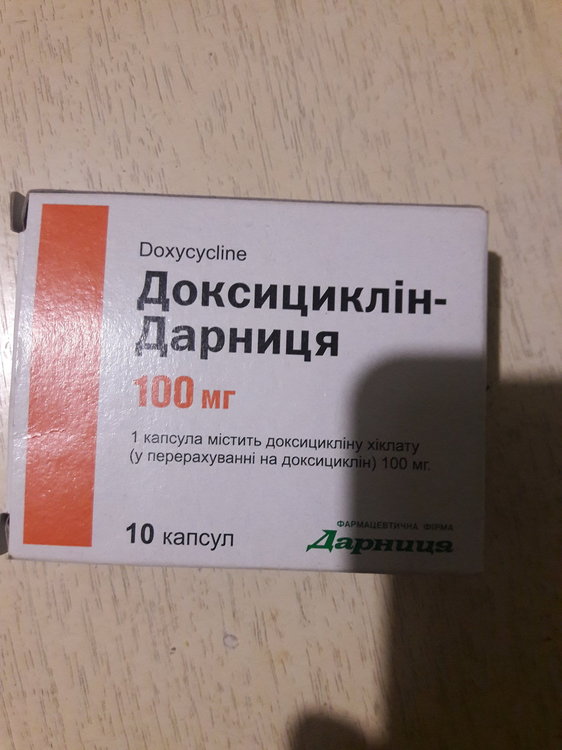 Doxycycline
Доксициклін-
Дарниця
100 мг
1 капсула містить доксицикліну хіклату
(у перерахуванні на доксициклін) 100 мг.
10 капсул
ФАРМАЦЕВТИЧНА ФІРМА
Дарниця